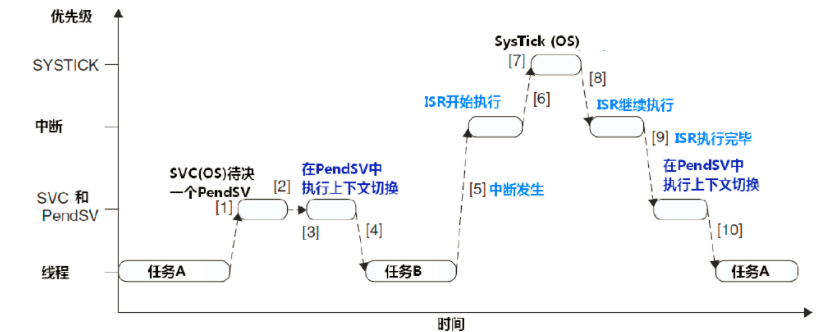 优先级
SysTick (OS)
SYSTICK
[7]
[8]
ISR开始执行
[6]
ISR继续执行
中断
[9] ISR执行完毕
SVC(OS)待决
一个PendSV
[2]
在PendSV中
执行上下文切换
在PendSV中
执行上下文切换
[5] 中断发生
SVC 和
PendSV
[1]
[3]
[4]
[10]
线程
任务A
任务B
任务A
时间